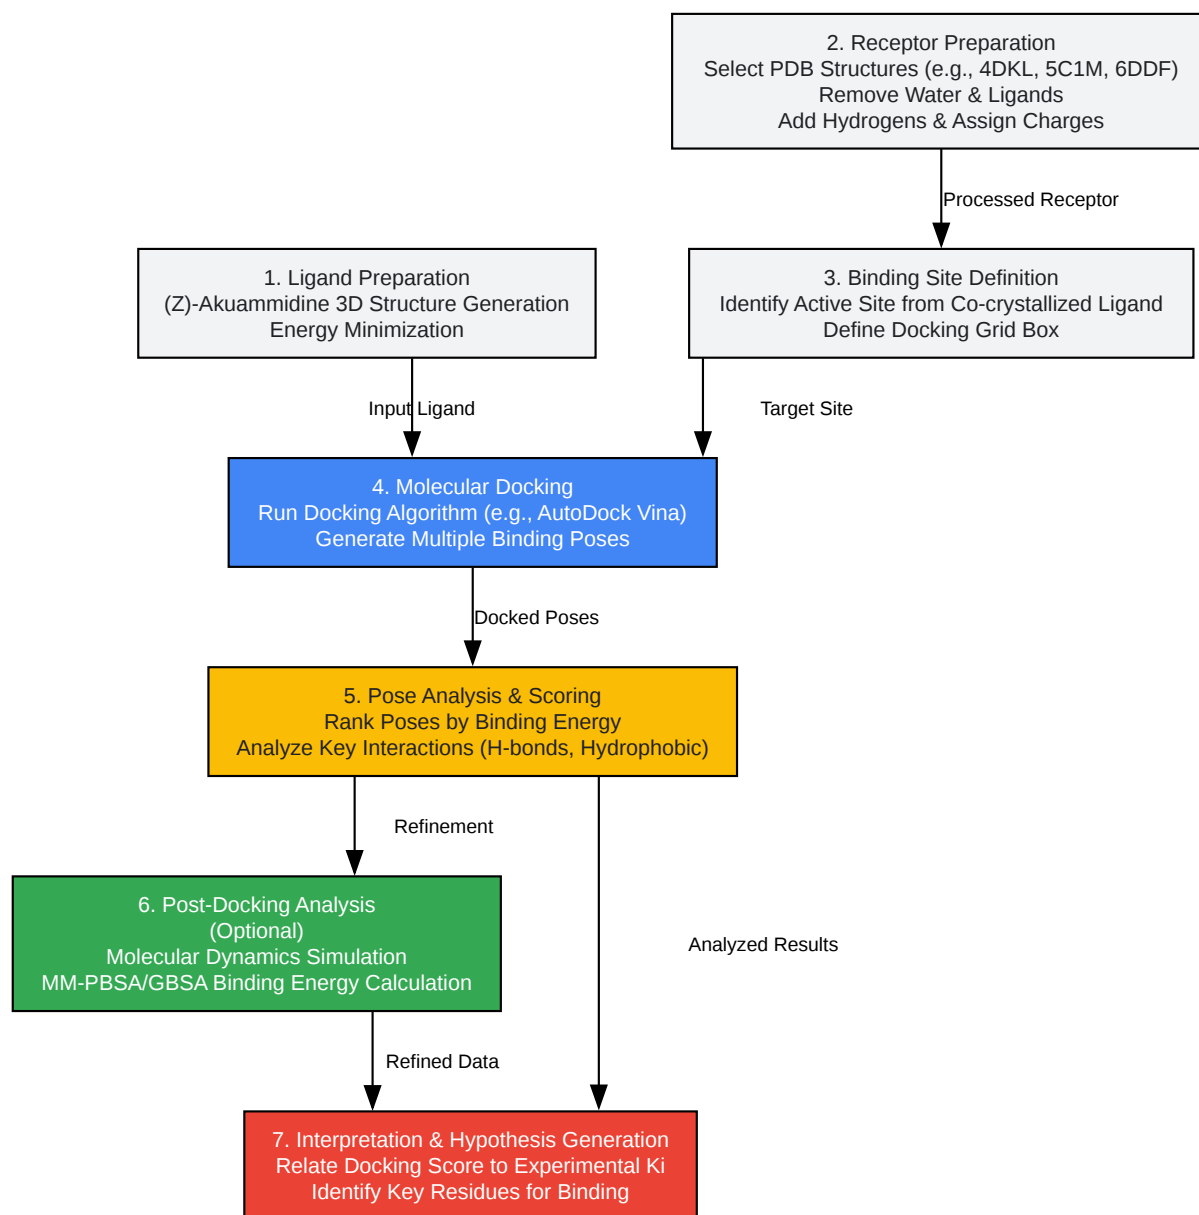 2. Receptor Preparation
Select PDB Structures (e.g., 4DKL, 5C1M, 6DDF)
Remove Water & Ligands
Add Hydrogens & Assign Charges
Processed Receptor
1. Ligand Preparation
(Z)-Akuammidine 3D Structure Generation
Energy Minimization
3. Binding Site Definition
Identify Active Site from Co-crystallized Ligand
Define Docking Grid Box
Input Ligand
Target Site
4. Molecular Docking
Run Docking Algorithm (e.g., AutoDock Vina)
Generate Multiple Binding Poses
Docked Poses
5. Pose Analysis & Scoring
Rank Poses by Binding Energy
Analyze Key Interactions (H-bonds, Hydrophobic)
Refinement
6. Post-Docking Analysis
(Optional)
Molecular Dynamics Simulation
MM-PBSA/GBSA Binding Energy Calculation
Analyzed Results
Refined Data
7. Interpretation & Hypothesis Generation
Relate Docking Score to Experimental Ki
Identify Key Residues for Binding